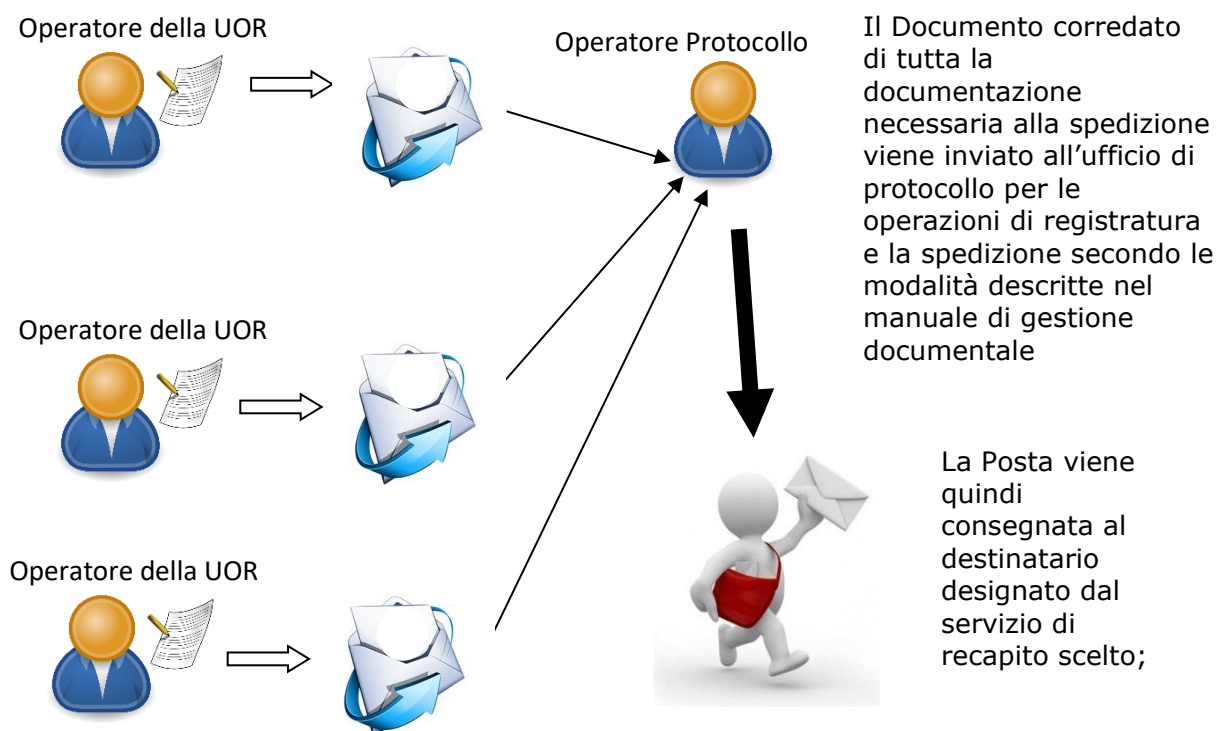 Operatore della UOR
Operatore Protocollo
Il Documento corredato
di tutta la
documentazione
necessaria alla spedizione
viene inviato all’ufficio di
protocollo per le
operazioni di registratura
e la spedizione secondo le
modalità descritte nel
manuale di gestione
documentale
Operatore della UOR
La Posta viene
quindi
consegnata al
destinatario
designato dal
servizio di
recapito scelto;
Operatore della UOR